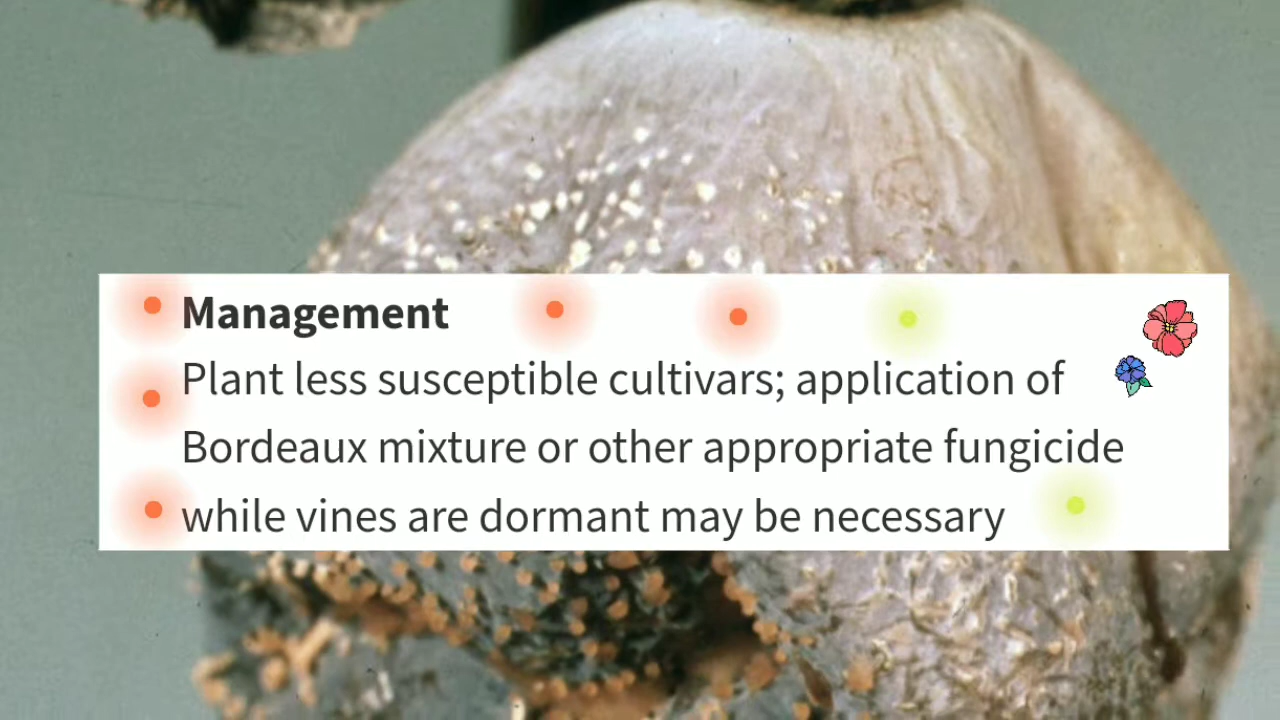 Management
Plant less susceptible cultivars; application of
Bordeaux mixture or other appropriate fungicide
while vines are dormant may be necessary